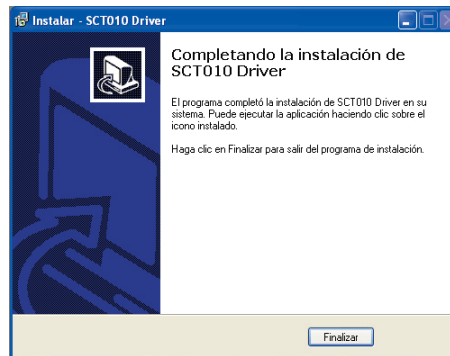 Instalar - SCT010 Driver
Completando la instalación de
SCT010 Driver
El programa completó la instalación de SCT010 Driver en su
sistema. Puede ejecutar la aplicación haciendo clic sobre el
icono instalado.
Haga clic en Finalizar para salir del programa de instalación.
Finalizar